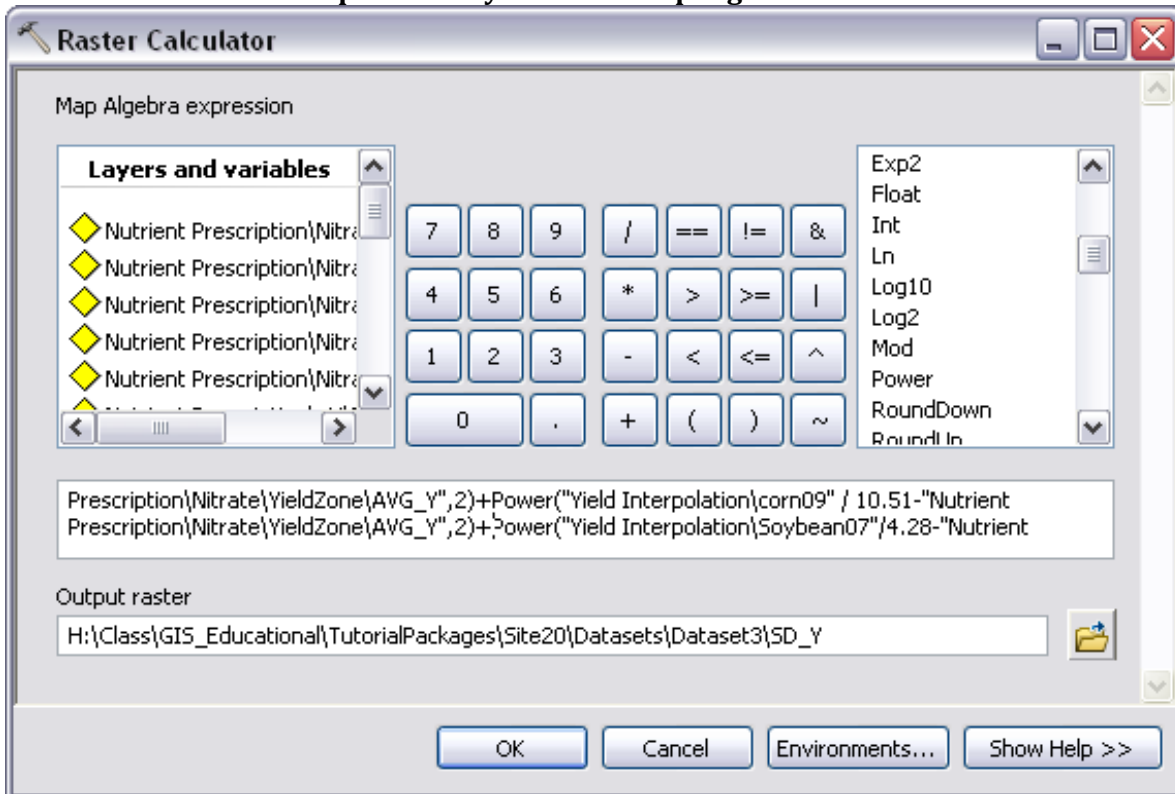 Raster Calculator
Map Algebra expression
Layers and variables
Nutrient Prescription\Nitra
Nutrient Prescription\Nitra
Nutrient Prescription\Nitra
Nutrient Prescription\Nitra
Nutrient Prescription\Nitra
7 8 9 / == != &
4 5 6 * > >= |
1 2 3 - < <= ^
0 . + ( ) ~
Exp2
Float
Int
Ln
Log10
Log2
Mod
Power
RoundDown
RoundUp
Prescription\Nitrate\YieldZone\AVG_Y",2)+Power("Yield Interpolation\corn09" / 10.51-"Nutrient
Prescription\Nitrate\YieldZone\AVG_Y",2)+Power("Yield Interpolation\Soybean07"/4.28-"Nutrient
Output raster
H:\Class\GIS_Educational\TutorialPackages\Site20\Datasets\Dataset3\SD_Y
OK Cancel Environments... Show Help >>